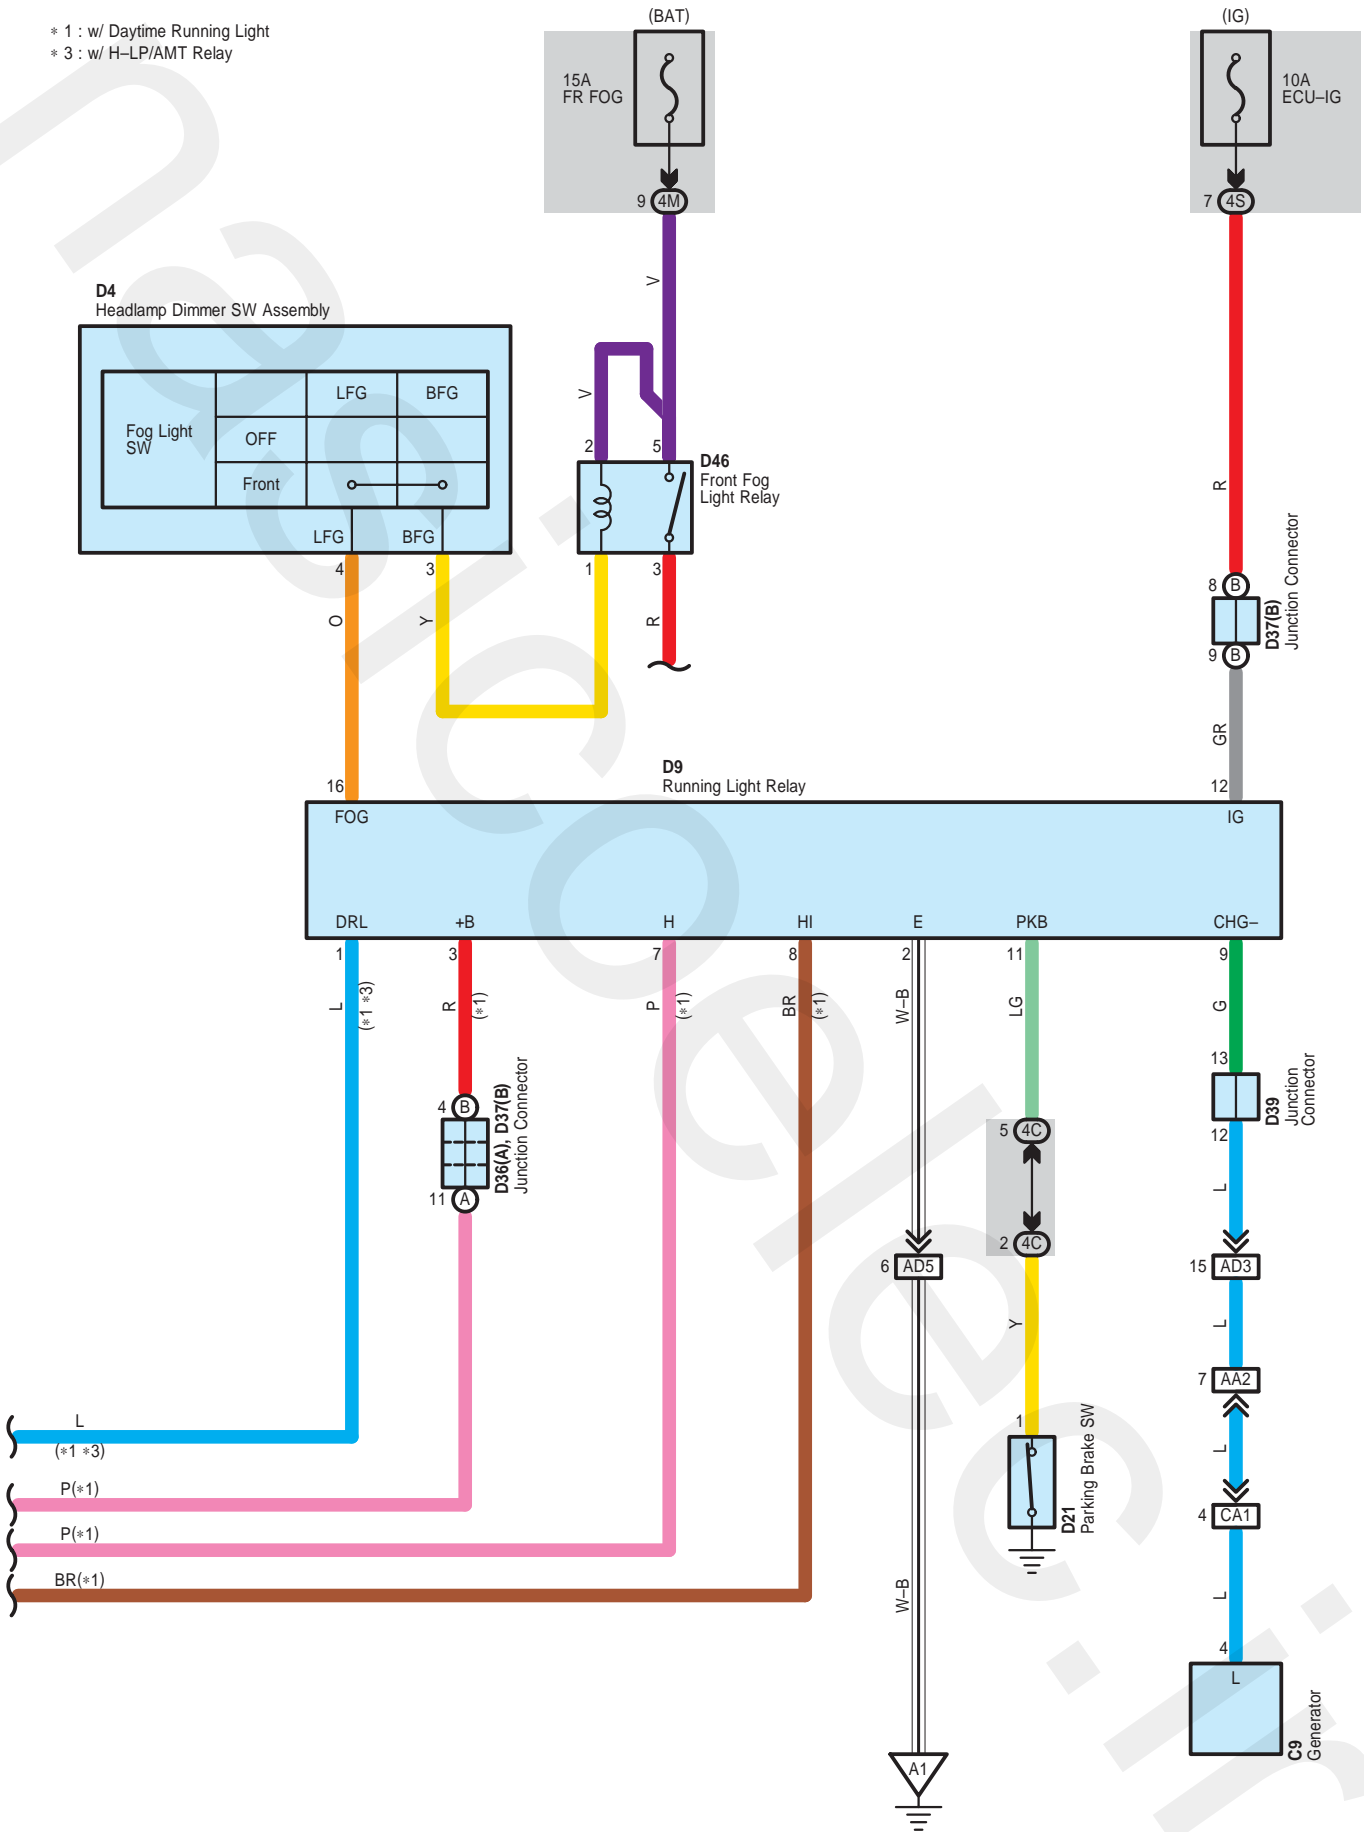 * 1 : w/ Daytime Running Light
* 3 : w/ H–LP/AMT Relay
(BAT)
15A
FR FOG
9 4M
(IG)
10A
ECU–IG
7 4S
V
R
D4
Headlamp Dimmer SW Assembly
Fog Light
SW
LFG
BFG
OFF
Front
LFG
BFG
4
3
O
Y
V
2
5
D46
Front Fog
Light Relay
1
3
R
8 B
9 B
D37(B)
Junction Connector
GR
D9
Running Light Relay
16
12
FOG
IG
DRL
+B
H
HI
E
PKB
CHG–
1
3
7
8
2
11
9
L
(*1 *3)
R
(*1)
P
(*1)
BR
(*1)
W–B
LG
G
4 B
11 A
D36(A), D37(B)
Junction Connector
5 4C
2 4C
13
12
D39
Junction
Connector
L
6 AD5
15 AD3
Y
L
7 AA2
L
4 CA1
L
1
D21
Parking Brake SW
L
(*1 *3)
P(*1)
P(*1)
BR(*1)
W–B
4
L
C9
Generator
A1
nasicoelec.ir